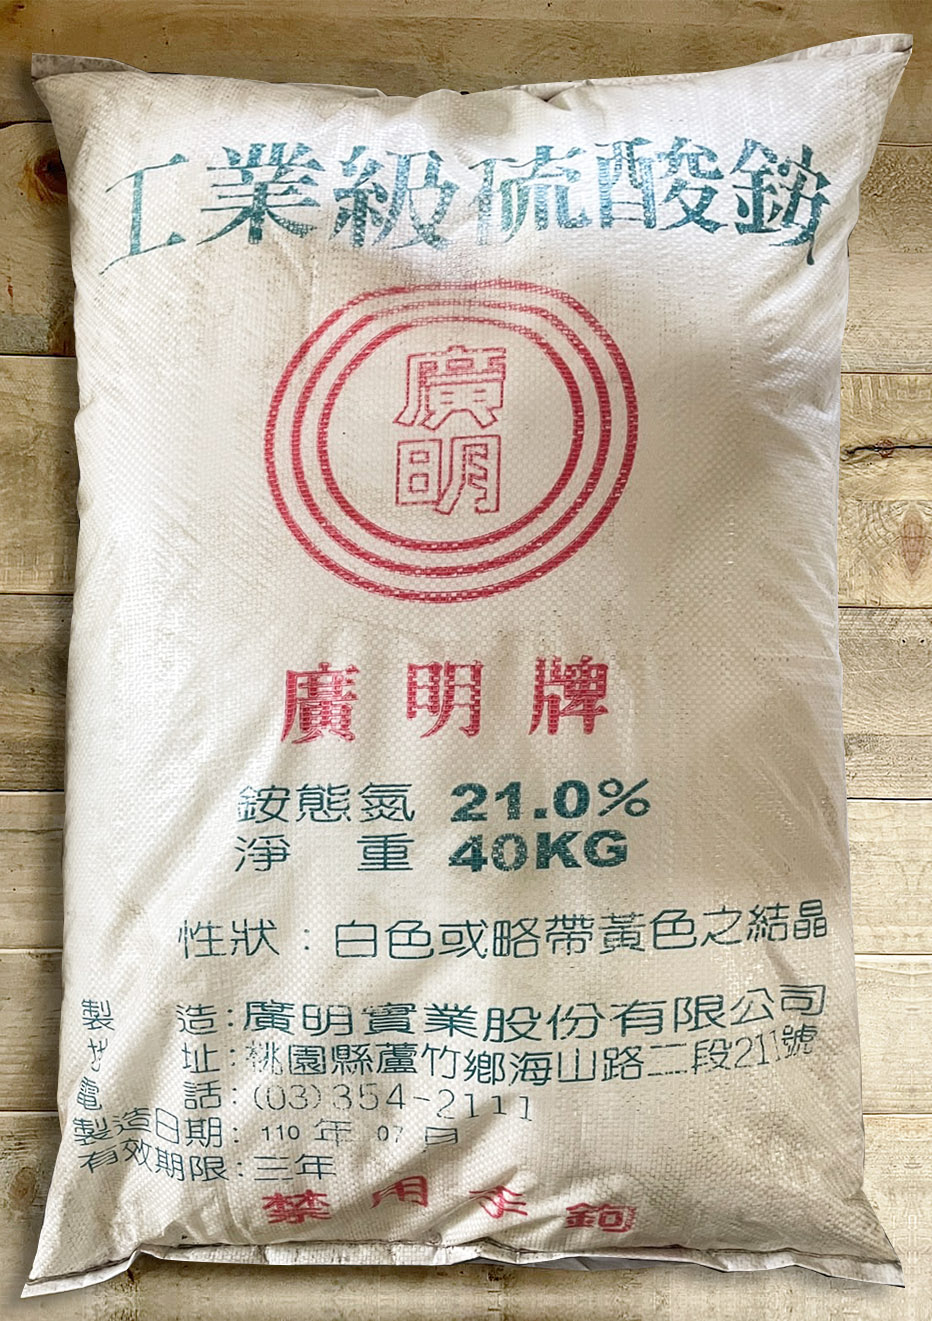 工業級硫酸銨
廣
明
廣明牌
銨態氮 21.0%
淨重 40KG
性狀：白色或略帶黃色之結晶
製造：廣明實業股份有限公司
地址：桃園縣蘆竹鄉海山路二段211號
電話：(03)354-2111
製造日期：110年07月
有效期限：三年
禁用手鉤